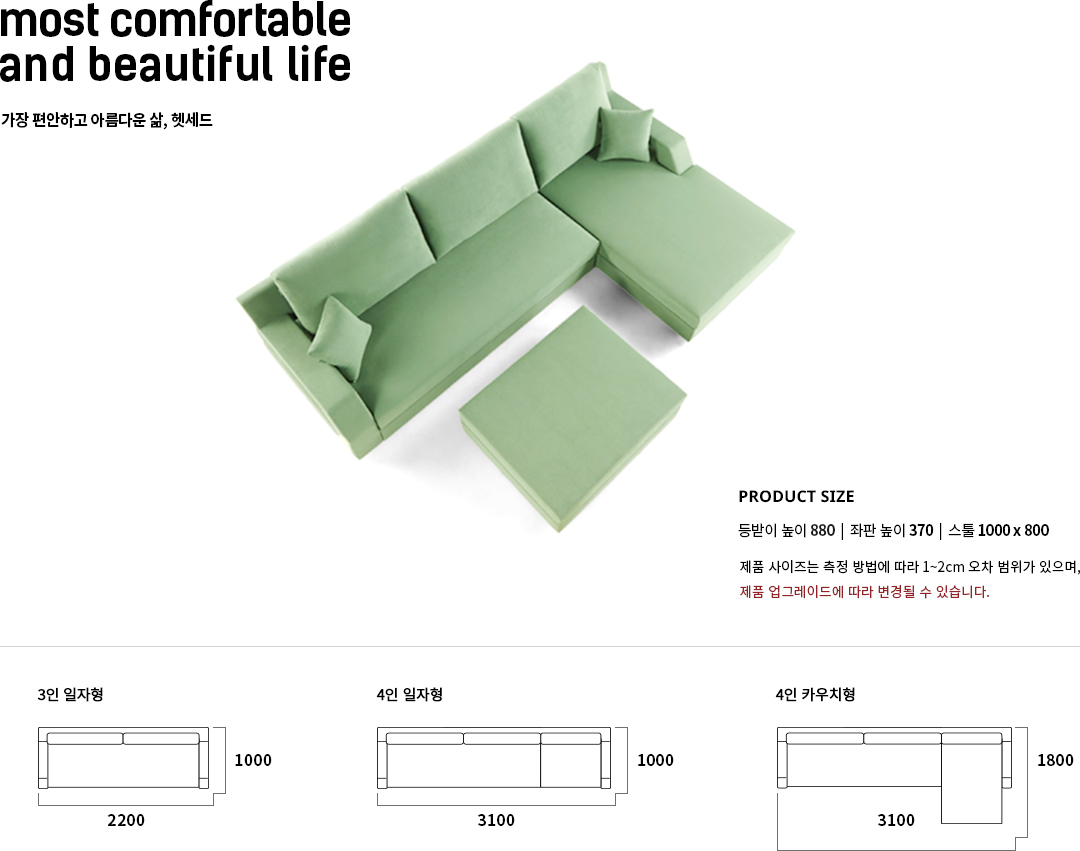 most comfortable
and beautiful life
가장 편안하고 아름다운 삶, 헷세드
PRODUCT SIZE
등받이 높이 880 | 좌판 높이 370 | 스툴 1000 x 800
제품 사이즈는 측정 방법에 따라 1~2cm 오차 범위가 있으며,
제품 업그레이드에 따라 변경될 수 있습니다.
3인 일자형
1000
2200
4인 일자형
1000
3100
4인 카우치형
1800
3100